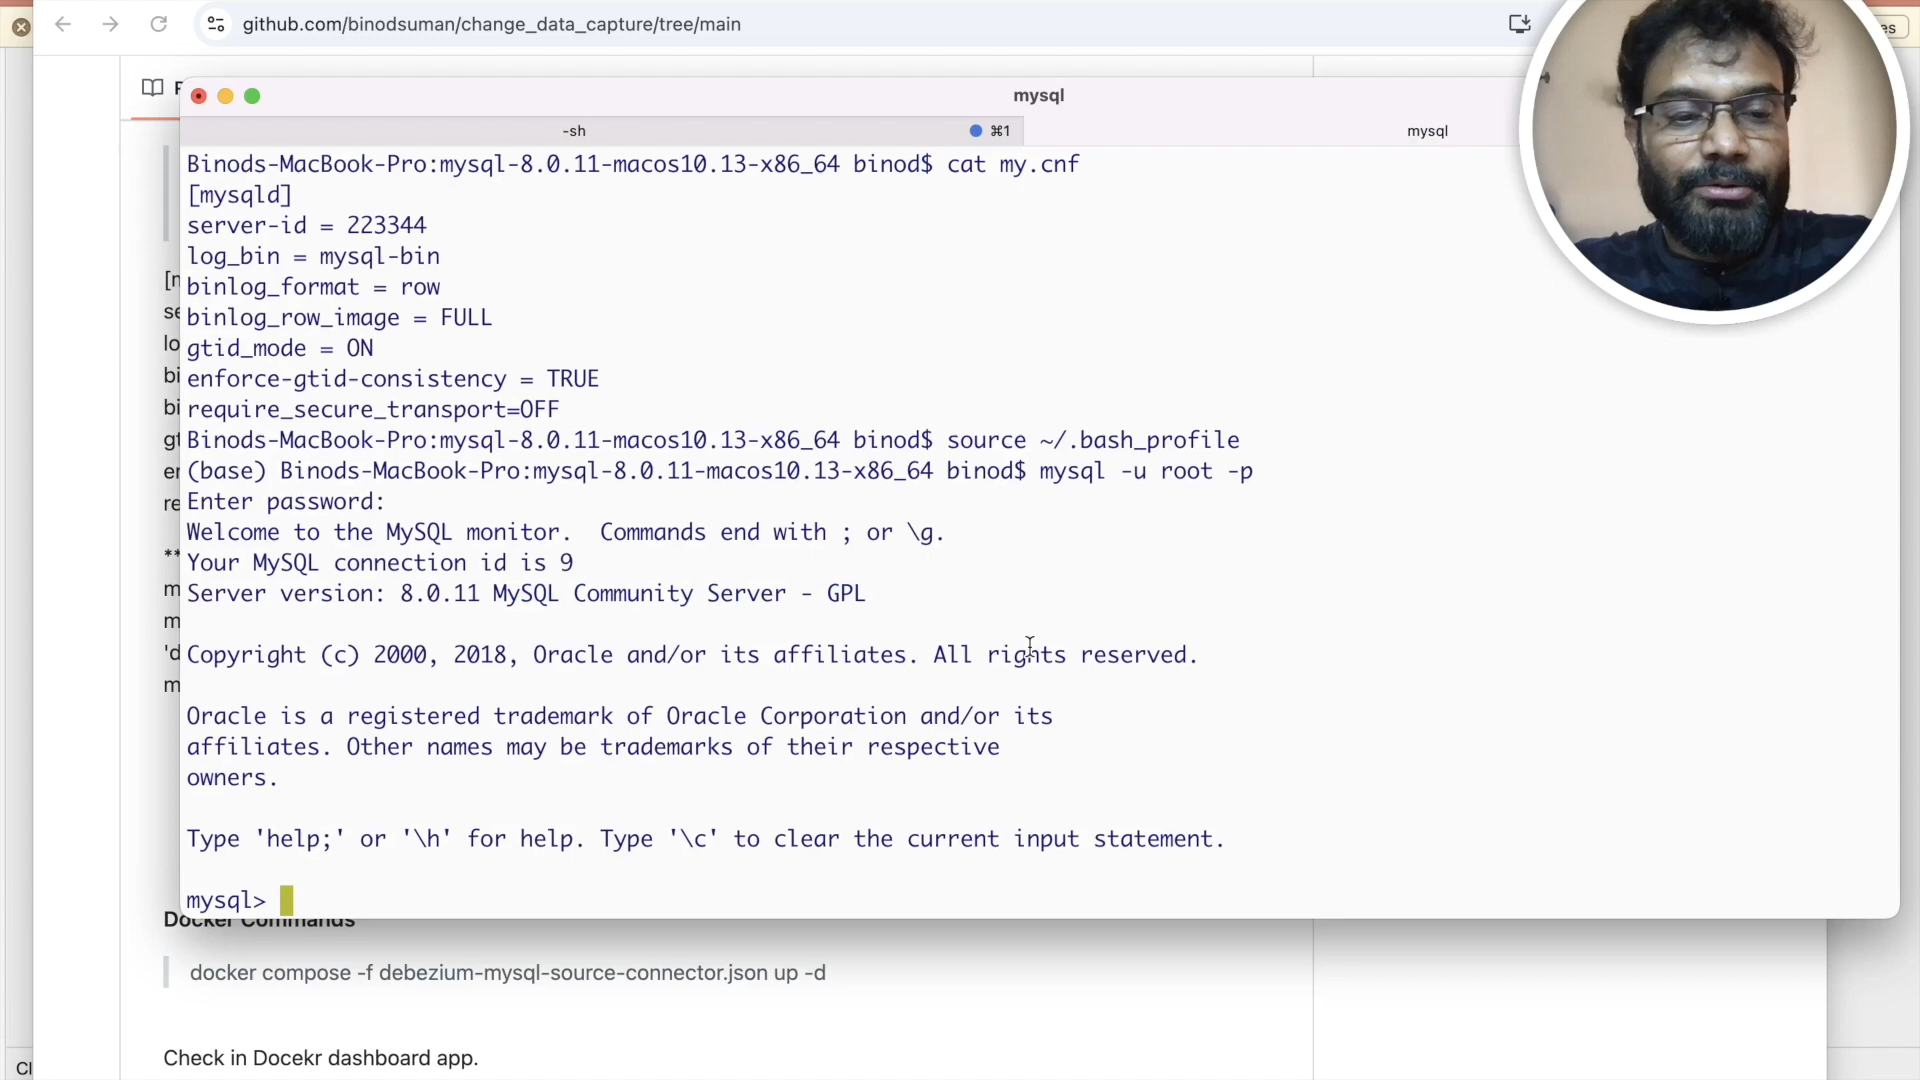 github.com/binodsuman/change_data_capture/tree/main
es
mysql
-sh
⌘1
mysql
Binods-MacBook-Pro:mysql-8.0.11-macos10.13-x86_64 binod$ cat my.cnf
[mysqld]
server-id = 223344
log_bin = mysql-bin
binlog_format = row
binlog_row_image = FULL
gtid_mode = ON
enforce-gtid-consistency = TRUE
require_secure_transport=OFF
Binods-MacBook-Pro:mysql-8.0.11-macos10.13-x86_64 binod$ source ~/.bash_profile
(base) Binods-MacBook-Pro:mysql-8.0.11-macos10.13-x86_64 binod$ mysql -u root -p
Enter password:
Welcome to the MySQL monitor.  Commands end with ; or \g.
Your MySQL connection id is 9
Server version: 8.0.11 MySQL Community Server - GPL
Copyright (c) 2000, 2018, Oracle and/or its affiliates. All rights reserved.
Oracle is a registered trademark of Oracle Corporation and/or its
affiliates. Other names may be trademarks of their respective
owners.
Type 'help;' or '\h' for help. Type '\c' to clear the current input statement.
mysql>
Docker Commands
docker compose -f debezium-mysql-source-connector.json up -d
Check in Docekr dashboard app.